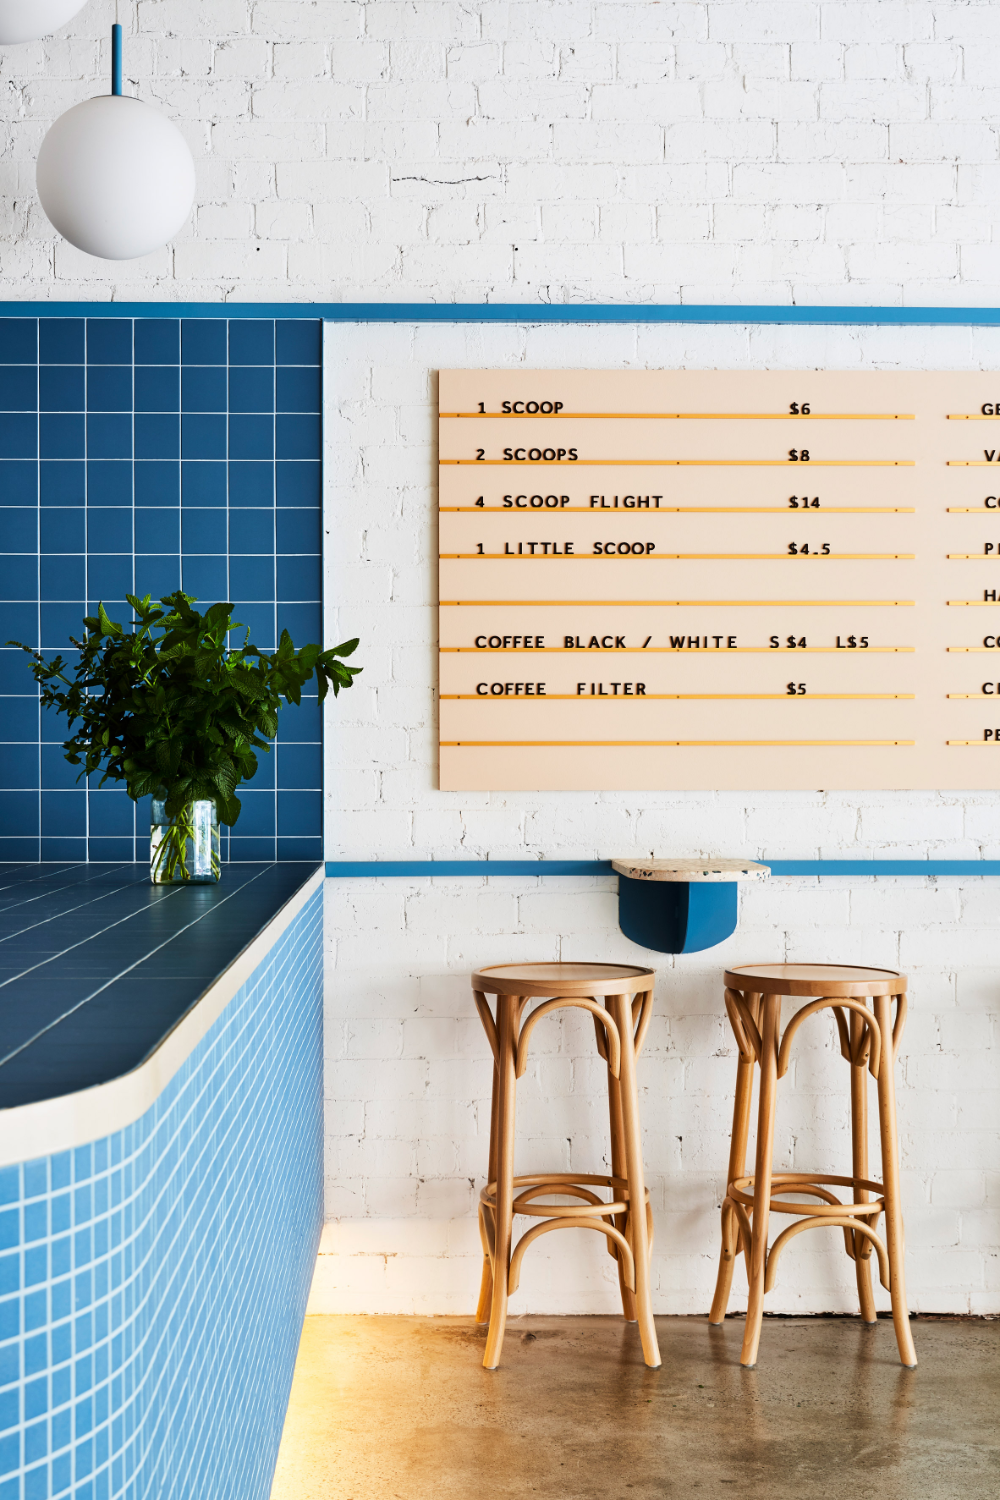 1 SCOOP $6
2 SCOOPS $8
4 SCOOP FLIGHT $14
1 LITTLE SCOOP $4.5
COFFEE BLACK / WHITE S $4 L $5
COFFEE FILTER $5